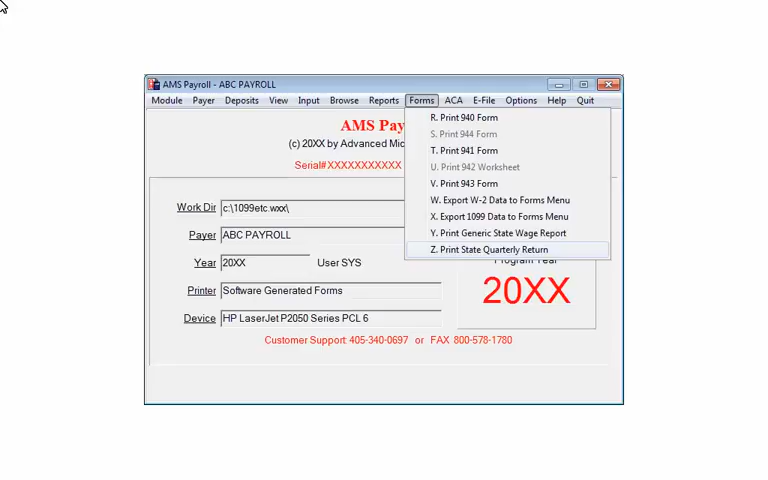 AMS Payroll - ABC PAYROLL
Module Payer Deposits View Input Browse Reports Forms ACA E-File Options Help Quit
R. Print 940 Form
S. Print 944 Form
T. Print 941 Form
U. Print 942 Worksheet
V. Print 943 Form
W. Export W-2 Data to Forms Menu
X. Export 1099 Data to Forms Menu
Y. Print Generic State Wage Report
Z. Print State Quarterly Return
AMS Pay
(c) 20XX by Advanced Mic
Serial#XXXXXXXXXXX
Work Dir c:\1099etc.wxx\
Payer ABC PAYROLL
Year 20XX User SYS
Printer Software Generated Forms
Device HP LaserJet P2050 Series PCL 6
Program Year
20XX
Customer Support: 405-340-0697 or FAX 800-578-1780